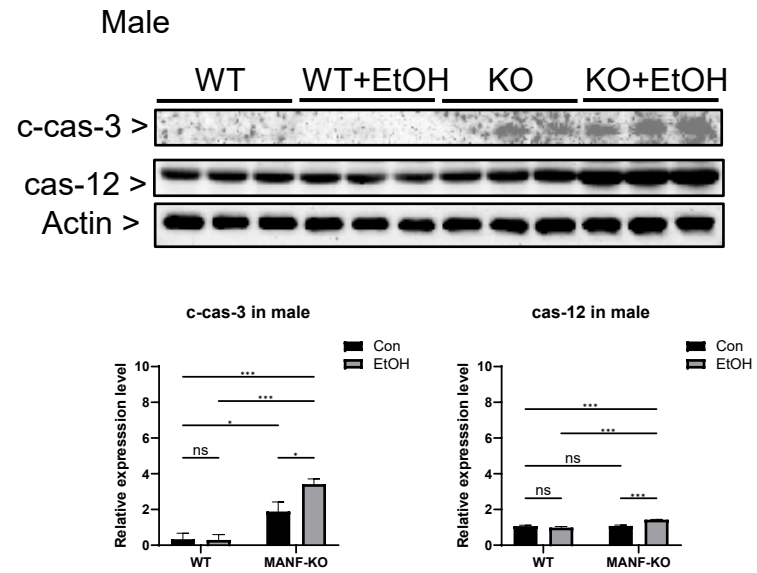 Male
WT WT+EtOH KO KO+EtOH
c-cas-3 >
cas-12 >
Actin >
c-cas-3 in male
Con
EtOH
Relative expresssion level
10
8
6
4
2
0
***
***
*
ns
*
WT MANF-KO
cas-12 in male
Con
EtOH
Relative expresssion level
10
8
6
4
2
0
***
***
ns
ns
***
WT MANF-KO